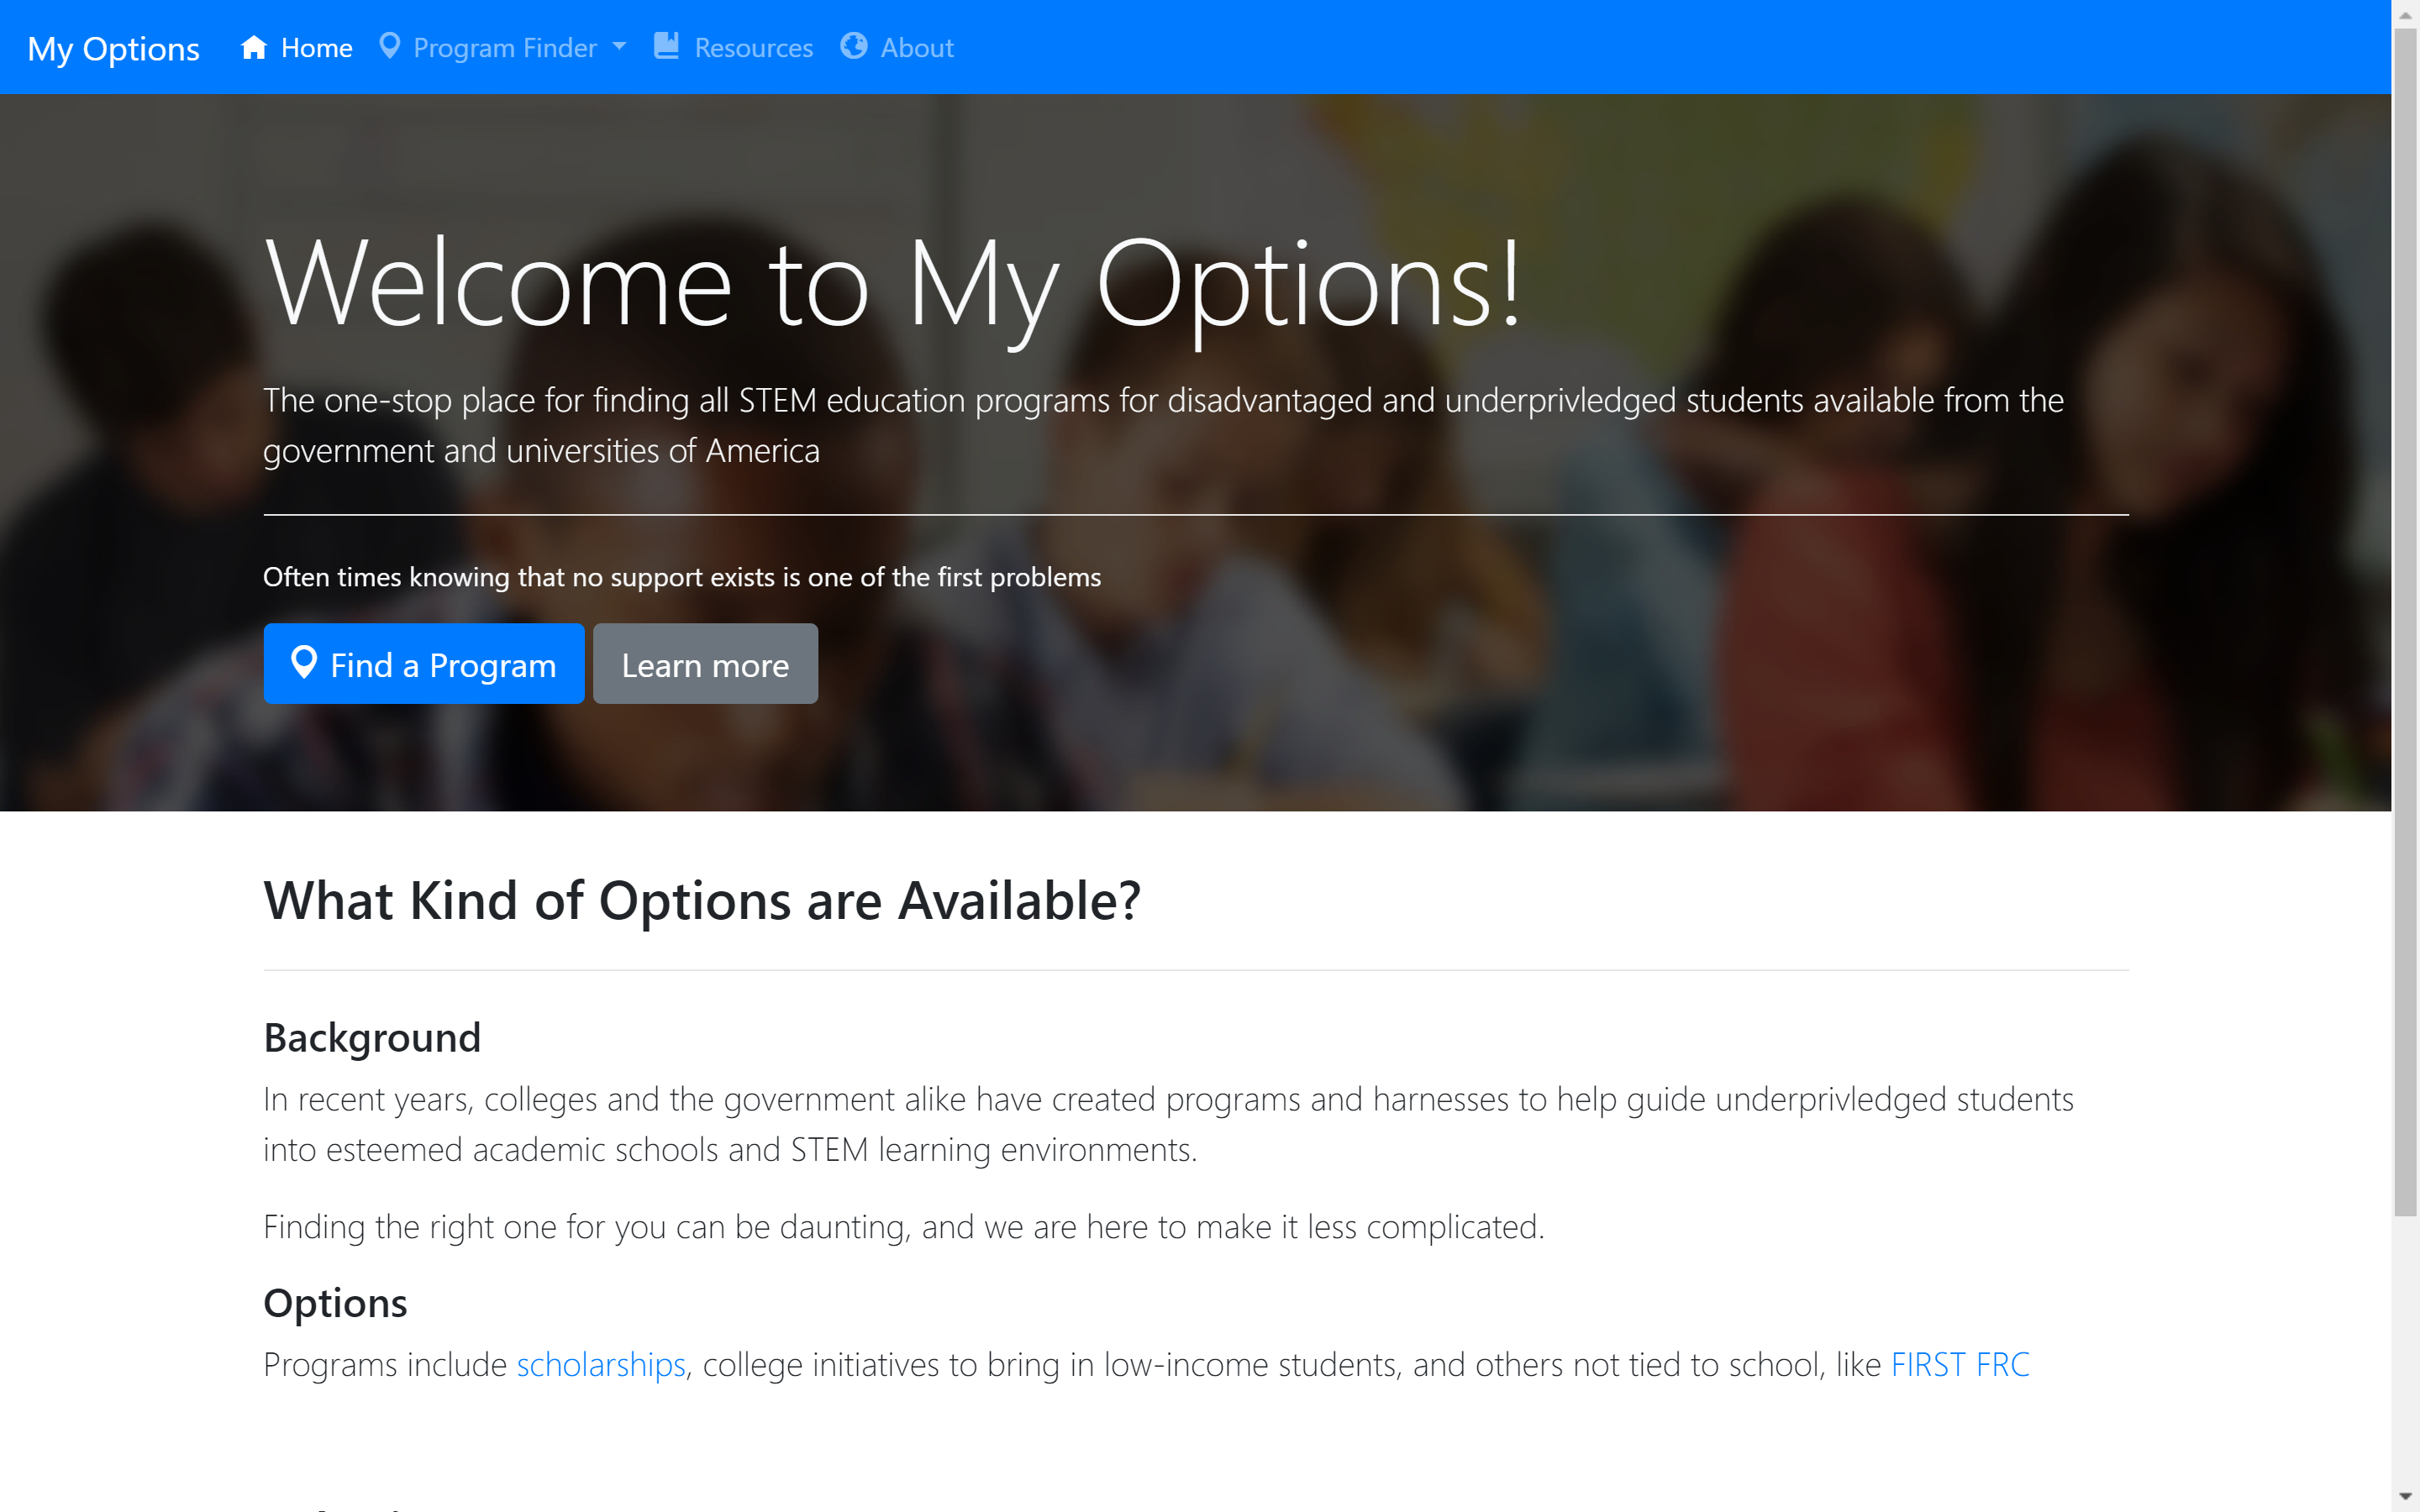 My Options Home Program Finder Resources About
Welcome to My Options!
The one-stop place for finding all STEM education programs for disadvantaged and underprivledged students available from the
government and universities of America
Often times knowing that no support exists is one of the first problems
Find a Program Learn more
What Kind of Options are Available?
Background
In recent years, colleges and the government alike have created programs and harnesses to help guide underprivledged students
into esteemed academic schools and STEM learning environments.
Finding the right one for you can be daunting, and we are here to make it less complicated.
Options
Programs include scholarships, college initiatives to bring in low-income students, and others not tied to school, like FIRST FRC